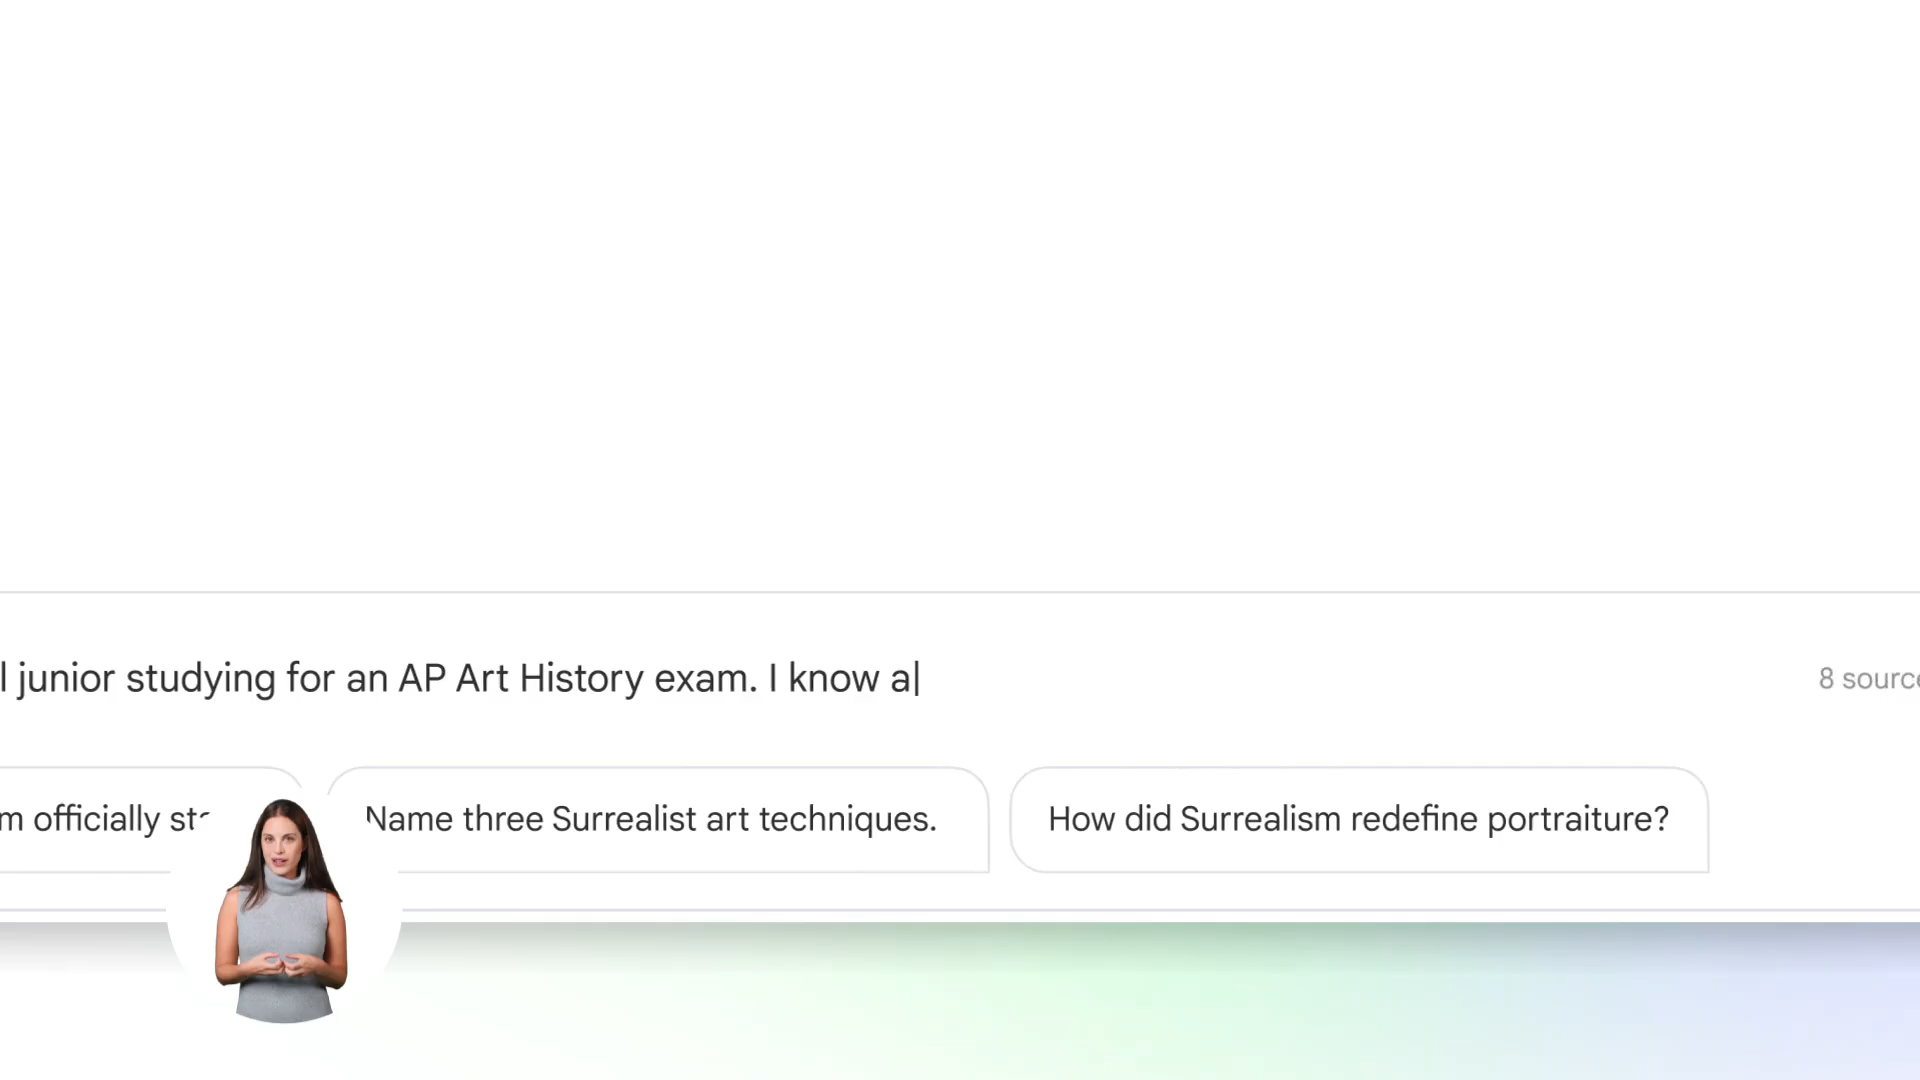 l junior studying for an AP Art History exam. I know a
8 sourc
m officially st
Name three Surrealist art techniques.
How did Surrealism redefine portraiture?